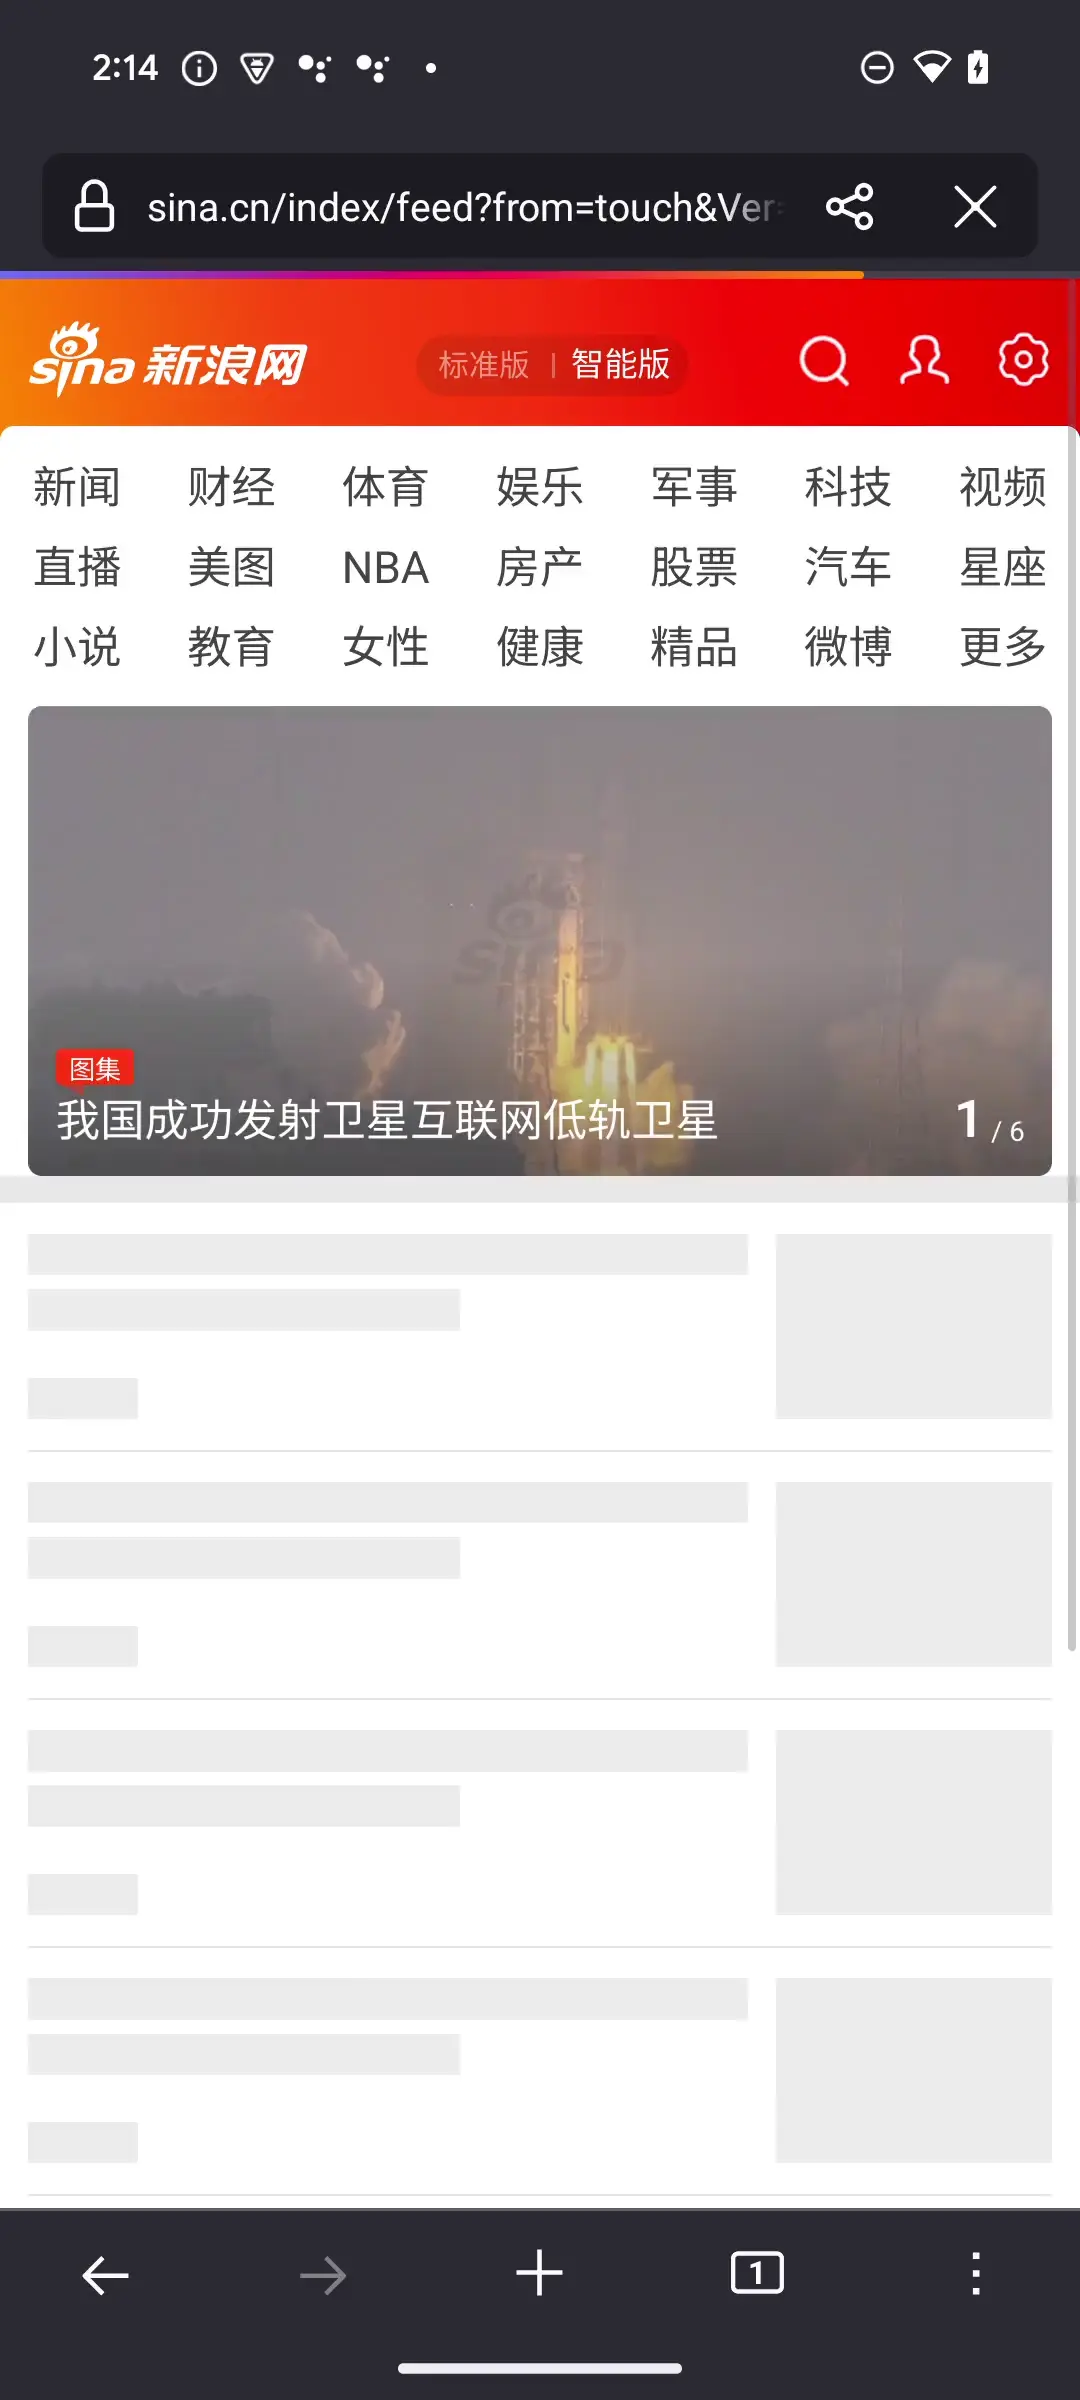 2:14
sina.cn/index/feed?from=touch&Ver=
sina 新浪网
标准版 | 智能版
新闻 财经 体育 娱乐 军事 科技 视频
直播 美图 NBA 房产 股票 汽车 星座
小说 教育 女性 健康 精品 微博 更多
sina
图集
我国成功发射卫星互联网低轨卫星 1 / 6
1